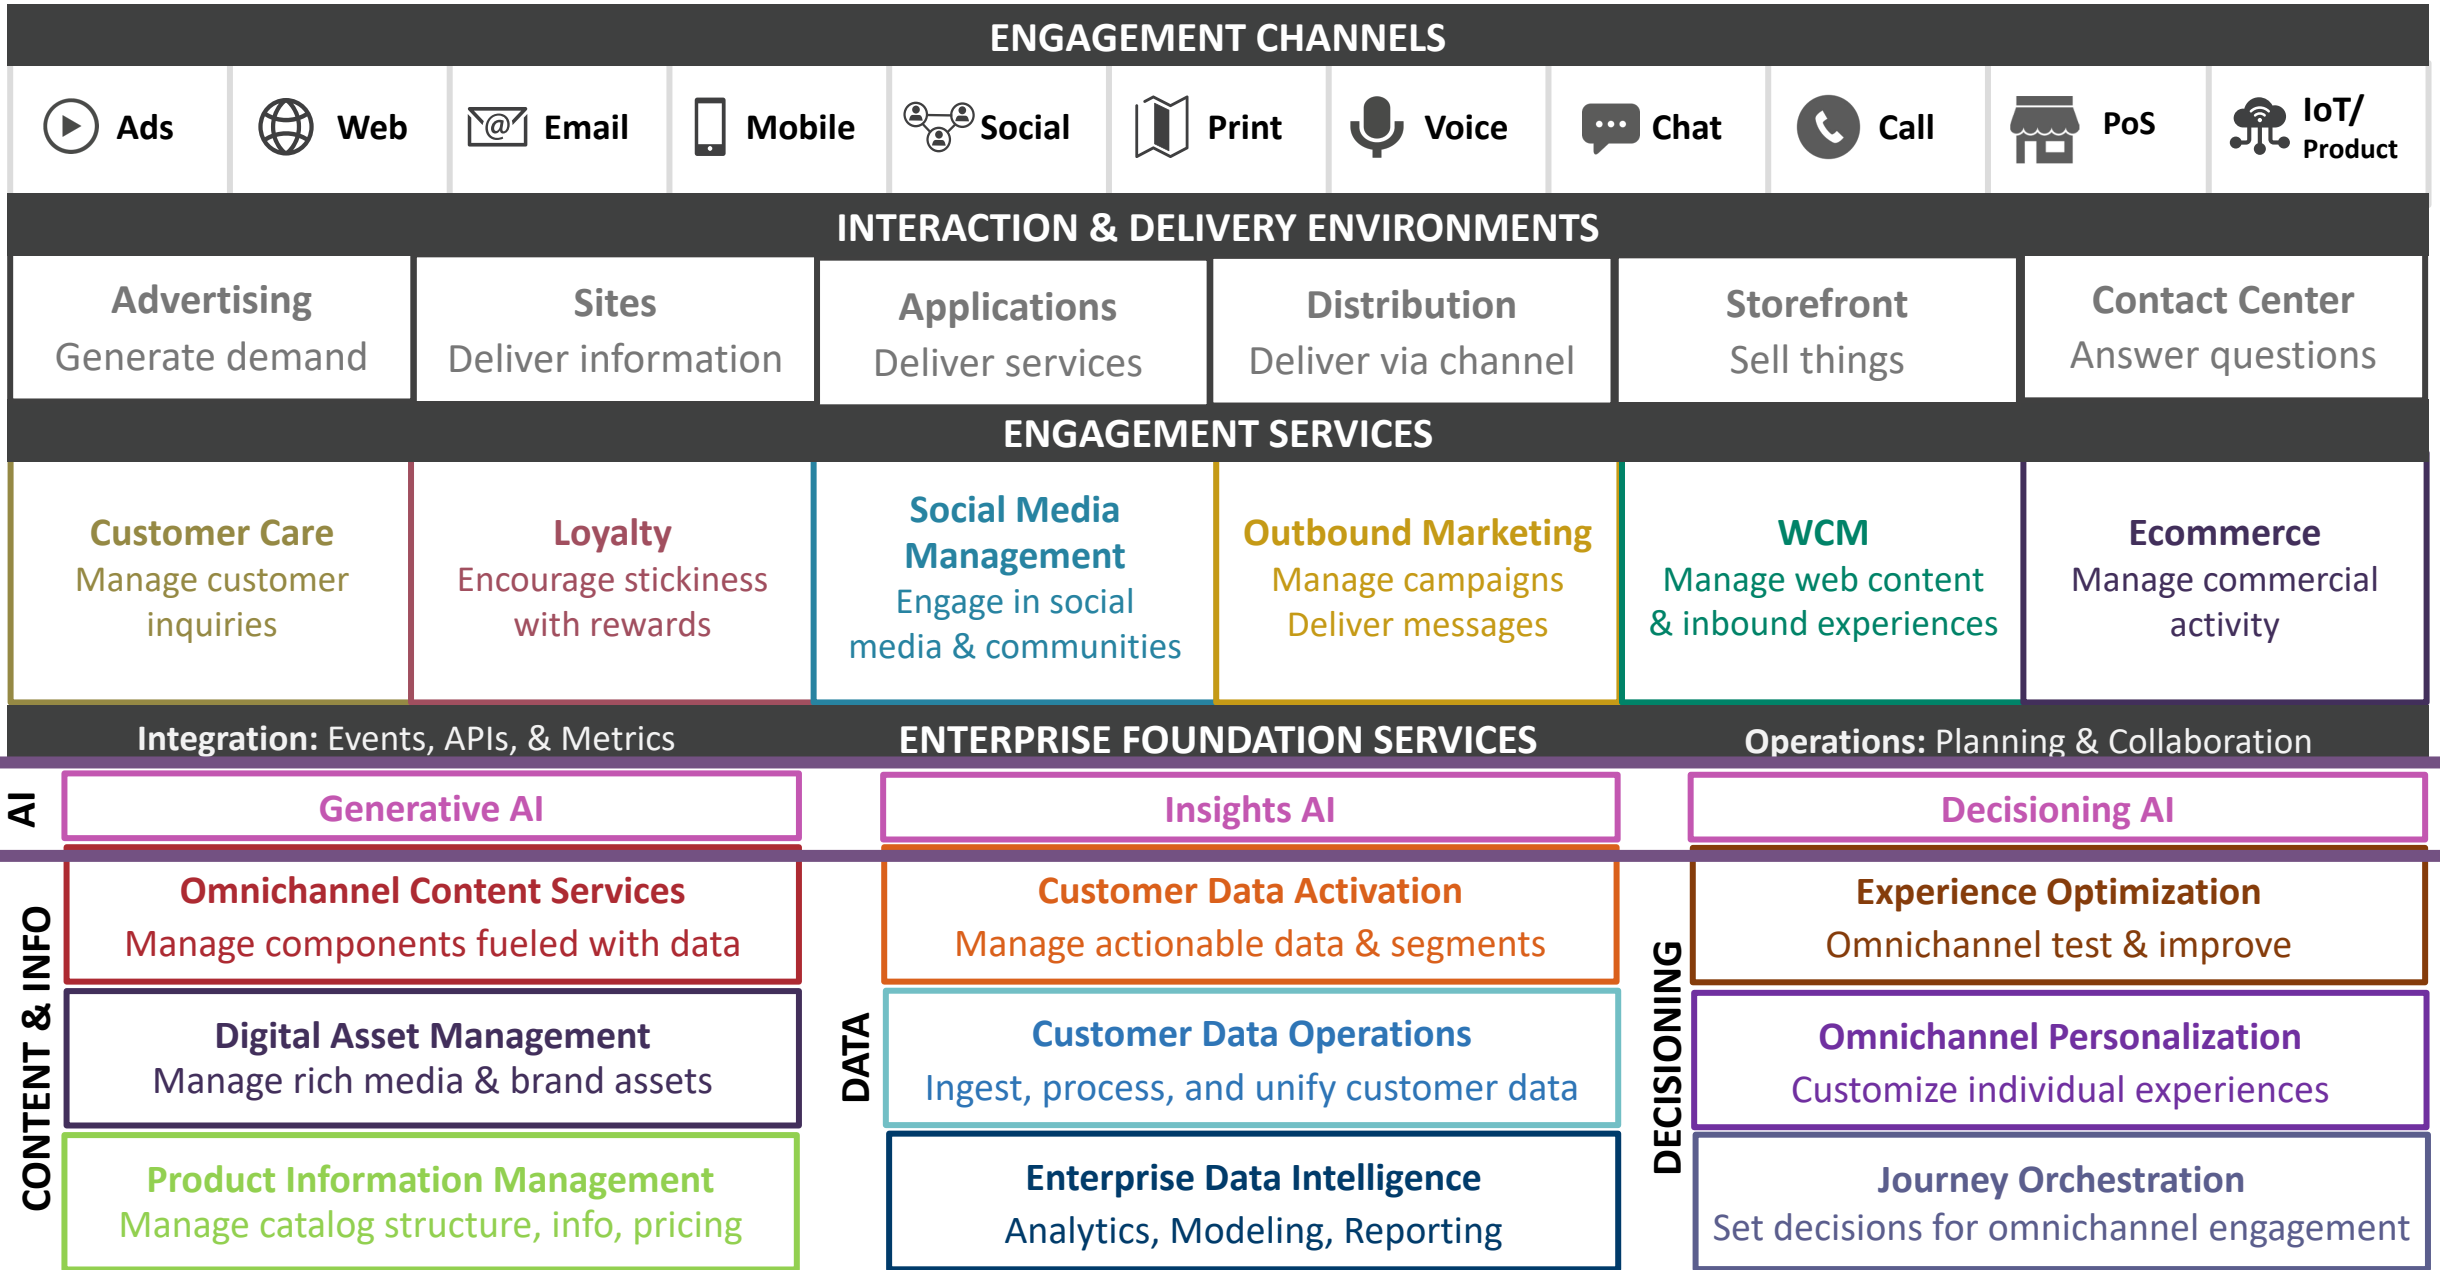 ENGAGEMENT CHANNELS
Ads
Web
@
Email
Mobile
Social
Print
Voice
Chat
Call
PoS
IoT/
Product
INTERACTION & DELIVERY ENVIRONMENTS
Advertising
Generate demand
Sites
Deliver information
Applications
Deliver services
Distribution
Deliver via channel
Storefront
Sell things
Contact Center
Answer questions
ENGAGEMENT SERVICES
Customer Care
Manage customer
inquiries
Loyalty
Encourage stickiness
with rewards
Social Media
Management
Engage in social
media & communities
Outbound Marketing
Manage campaigns
Deliver messages
WCM
Manage web content
& inbound experiences
Ecommerce
Manage commercial
activity
Integration: Events, APIs, & Metrics
ENTERPRISE FOUNDATION SERVICES
Operations: Planning & Collaboration
AI
Generative AI
Insights AI
Decisioning AI
CONTENT & INFO
Omnichannel Content Services
Manage components fueled with data
Digital Asset Management
Manage rich media & brand assets
Product Information Management
Manage catalog structure, info, pricing
DATA
Customer Data Activation
Manage actionable data & segments
Customer Data Operations
Ingest, process, and unify customer data
Enterprise Data Intelligence
Analytics, Modeling, Reporting
DECISIONING
Experience Optimization
Omnichannel test & improve
Omnichannel Personalization
Customize individual experiences
Journey Orchestration
Set decisions for omnichannel engagement